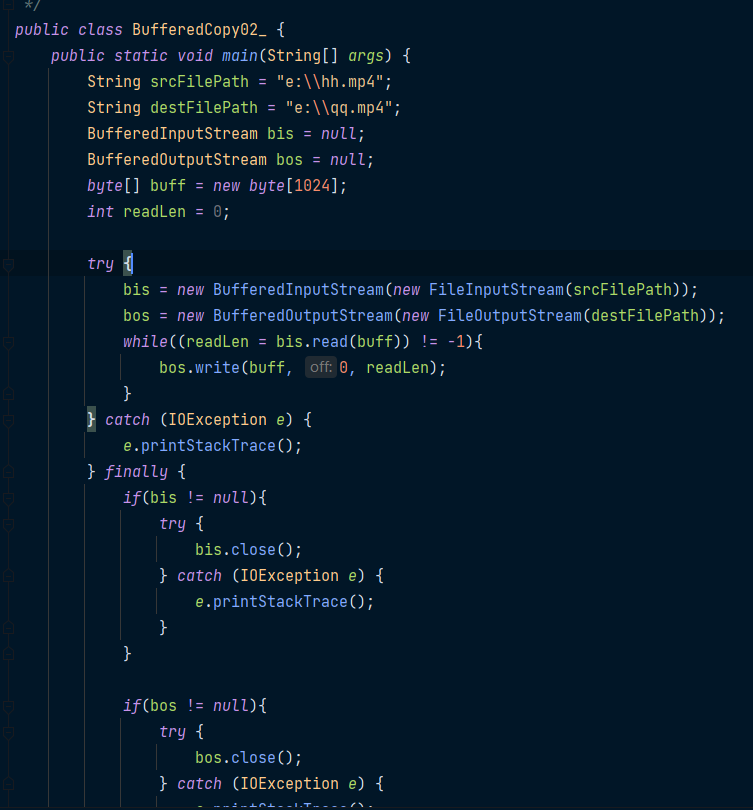 */
public class BufferedCopy02_ {
    public static void main(String[] args) {
        String srcFilePath = "e:\\hh.mp4";
        String destFilePath = "e:\\qq.mp4";
        BufferedInputStream bis = null;
        BufferedOutputStream bos = null;
        byte[] buff = new byte[1024];
        int readLen = 0;

        try {
            bis = new BufferedInputStream(new FileInputStream(srcFilePath));
            bos = new BufferedOutputStream(new FileOutputStream(destFilePath));
            while((readLen = bis.read(buff)) != -1){
                bos.write(buff, off: 0, readLen);
            }
        } catch (IOException e) {
            e.printStackTrace();
        } finally {
            if(bis != null){
                try {
                    bis.close();
                } catch (IOException e) {
                    e.printStackTrace();
                }
            }

            if(bos != null){
                try {
                    bos.close();
                } catch (IOException e) {
                    e.printStackTrace();